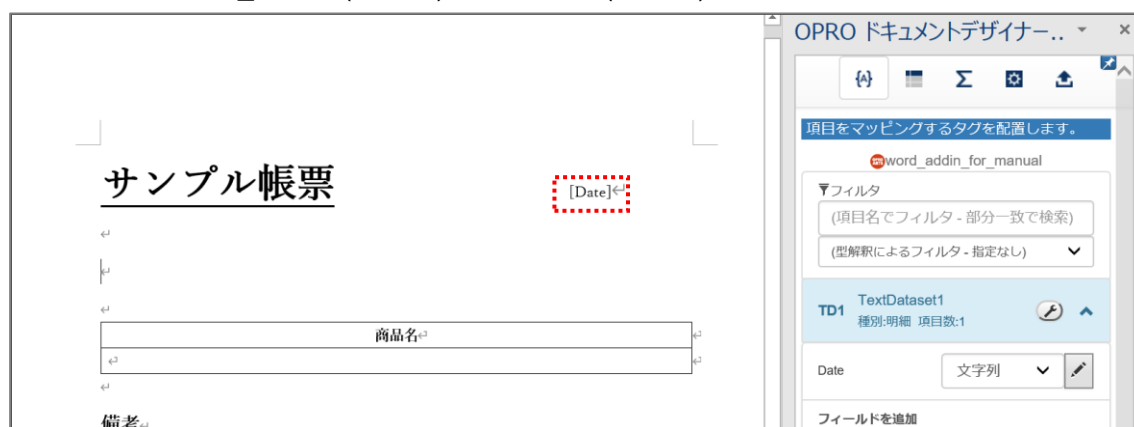 サンプル帳票
[Date]
商品名
備考
OPRO ドキュメントデザイナー..
{A}
Σ
項目をマッピングするタグを配置します。
word_addin_for_manual
フィルタ
(項目名でフィルタ - 部分一致で検索)
(型解釈によるフィルタ - 指定なし)
TD1 TextDataset1
種別:明細 項目数:1
Date 文字列
フィールドを追加